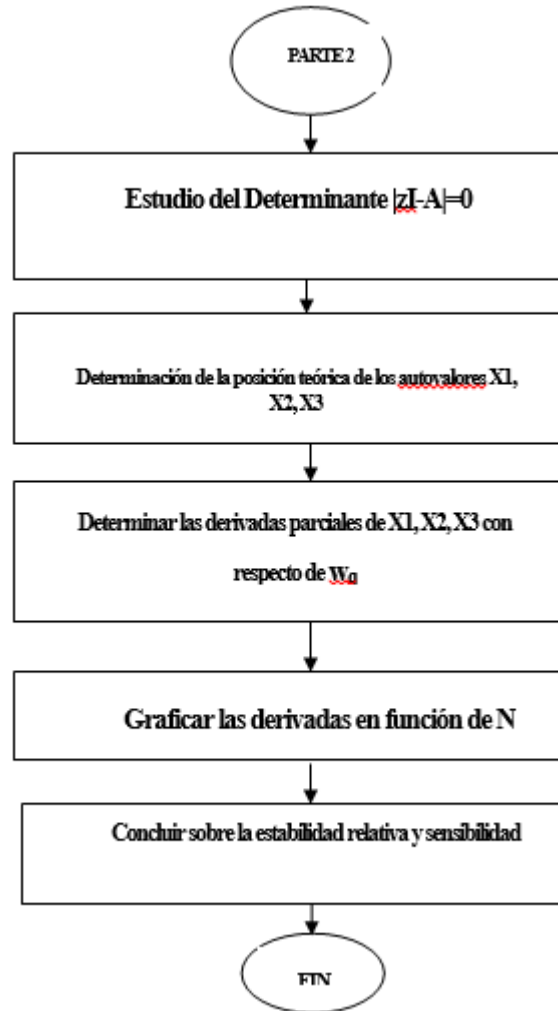 PARTE 2
Estudio del Determinante |zI-A|=0
Determinación de la posición teórica de los autovalores X1,
X2, X3
Determinar las derivadas parciales de X1, X2, X3 con
respecto de w₀
Graficar las derivadas en función de N
Concluir sobre la estabilidad relativa y sensibilidad
FIN